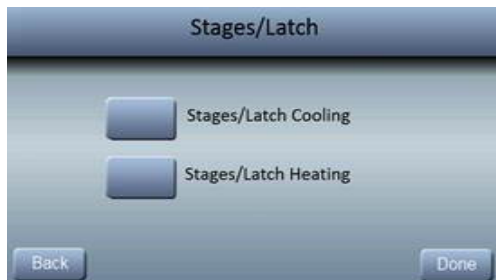 Stages/Latch
Stages/Latch Cooling
Stages/Latch Heating
Back
Done